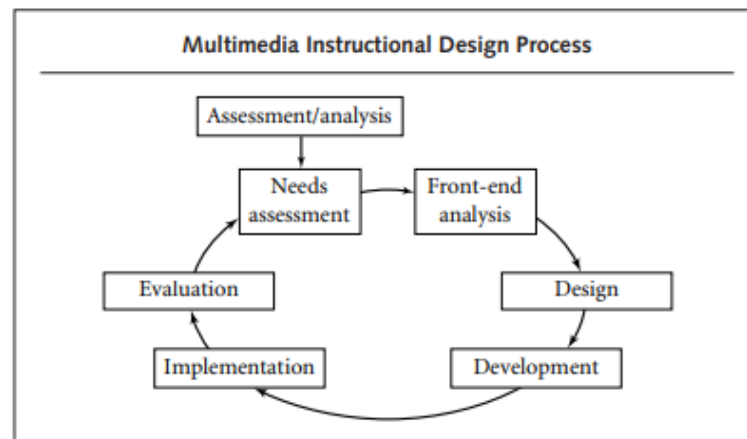 Multimedia Instructional Design Process
Assessment/analysis
Needs
assessment
Front-end
analysis
Design
Development
Implementation
Evaluation